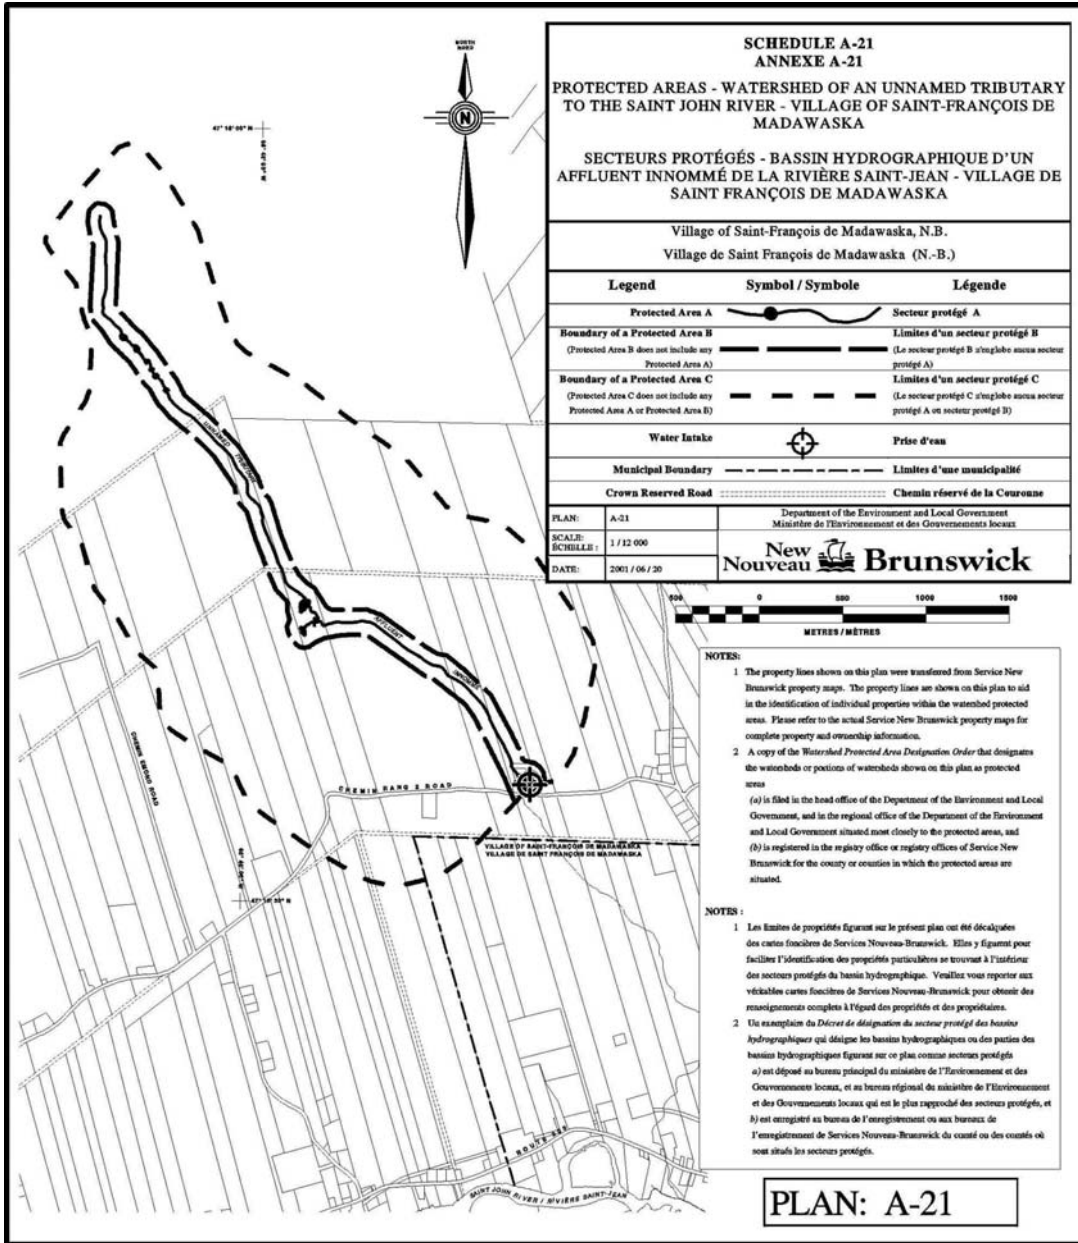 SCHEDULE A-21
ANNEXE A-21
PROTECTED AREAS - WATERSHED OF AN UNNAMED TRIBUTARY
TO THE SAINT JOHN RIVER - VILLAGE OF SAINT-FRANÇOIS DE
MADAWASKA
SECTEURS PROTÉGÉS - BASSIN HYDROGRAPHIQUE D'UN
AFFLUENT INNOMMÉ DE LA RIVIÈRE SAINT-JEAN - VILLAGE DE
SAINT FRANÇOIS DE MADAWASKA
Village of Saint-François de Madawaska, N.B.
Village de Saint François de Madawaska (N.-B.)
Legend Symbol / Symbole Légende
Protected Area A Secteur protégé A
Boundary of a Protected Area B Limites d'un secteur protégé B
(Protected Area B does not include any (Le secteur protégé B n'englobe aucun secteur
Protected Area A) protégé A)
Boundary of a Protected Area C Limites d'un secteur protégé C
(Protected Area C does not include any (Le secteur protégé C n'englobe aucun secteur
Protected Area A or Protected Area B) protégé A ou secteur protégé B)
Water Intake Prise d'eau
Municipal Boundary Limites d'une municipalité
Crown Reserved Road Chemin réservé de la Couronne
PLAN: A-21
SCALE:
ÉCHELLE : 1 / 12 000
DATE: 2001 / 06 / 20
Department of the Environment and Local Government
Ministère de l'Environnement et des Gouvernements locaux
New
Nouveau Brunswick
500 0 500 1000 1500
METRES / MÈTRES
NOTES:
1 The property lines shown on this plan were transferred from Service New
Brunswick property maps. The property lines are shown on this plan to aid
in the identification of individual properties within the watershed protected
areas. Please refer to the actual Service New Brunswick property maps for
complete property and ownership information.
2 A copy of the Watershed Protected Area Designation Order that designates
the watersheds or portions of watersheds shown on this plan as protected
areas
(a) is filed in the head office of the Department of the Environment and Local
Government, and in the regional office of the Department of the Environment
and Local Government situated most closely to the protected areas, and
(b) is registered in the registry office or registry offices of Service New
Brunswick for the county or counties in which the protected areas are
situated.
NOTES :
1 Les limites de propriétés figurant sur le présent plan ont été décalquées
des cartes foncières de Services Nouveau-Brunswick. Elles y figurent pour
faciliter l'identification des propriétés particulières se trouvant à l'intérieur
des secteurs protégés du bassin hydrographique. Veuillez vous reporter aux
véritables cartes foncières de Services Nouveau-Brunswick pour obtenir des
renseignements complets à l'égard des propriétés et des propriétaires.
2 Un exemplaire du Décret de désignation du secteur protégé des bassins
hydrographiques qui désigne les bassins hydrographiques ou des parties des
bassins hydrographiques figurant sur ce plan comme secteurs protégés
a) est déposé au bureau principal du ministère de l'Environnement et des
Gouvernements locaux, et au bureau régional du ministère de l'Environnement
et des Gouvernements locaux qui est le plus rapproché des secteurs protégés, et
b) est enregistré au bureau de l'enregistrement ou aux bureaux de
l'enregistrement de Services Nouveau-Brunswick du comté ou des comtés où
sont situés les secteurs protégés.
PLAN: A-21
NORTH
NORD
N
UNNAMED TRIBUTARY
AFFLUENT INNOMMÉ
CHEMIN EMOND ROAD
CHEMIN RANG 2 ROAD
VILLAGE OF SAINT-FRANÇOIS DE MADAWASKA
VILLAGE DE SAINT FRANÇOIS DE MADAWASKA
ROUTE 205
SAINT JOHN RIVER / RIVIÈRE SAINT-JEAN